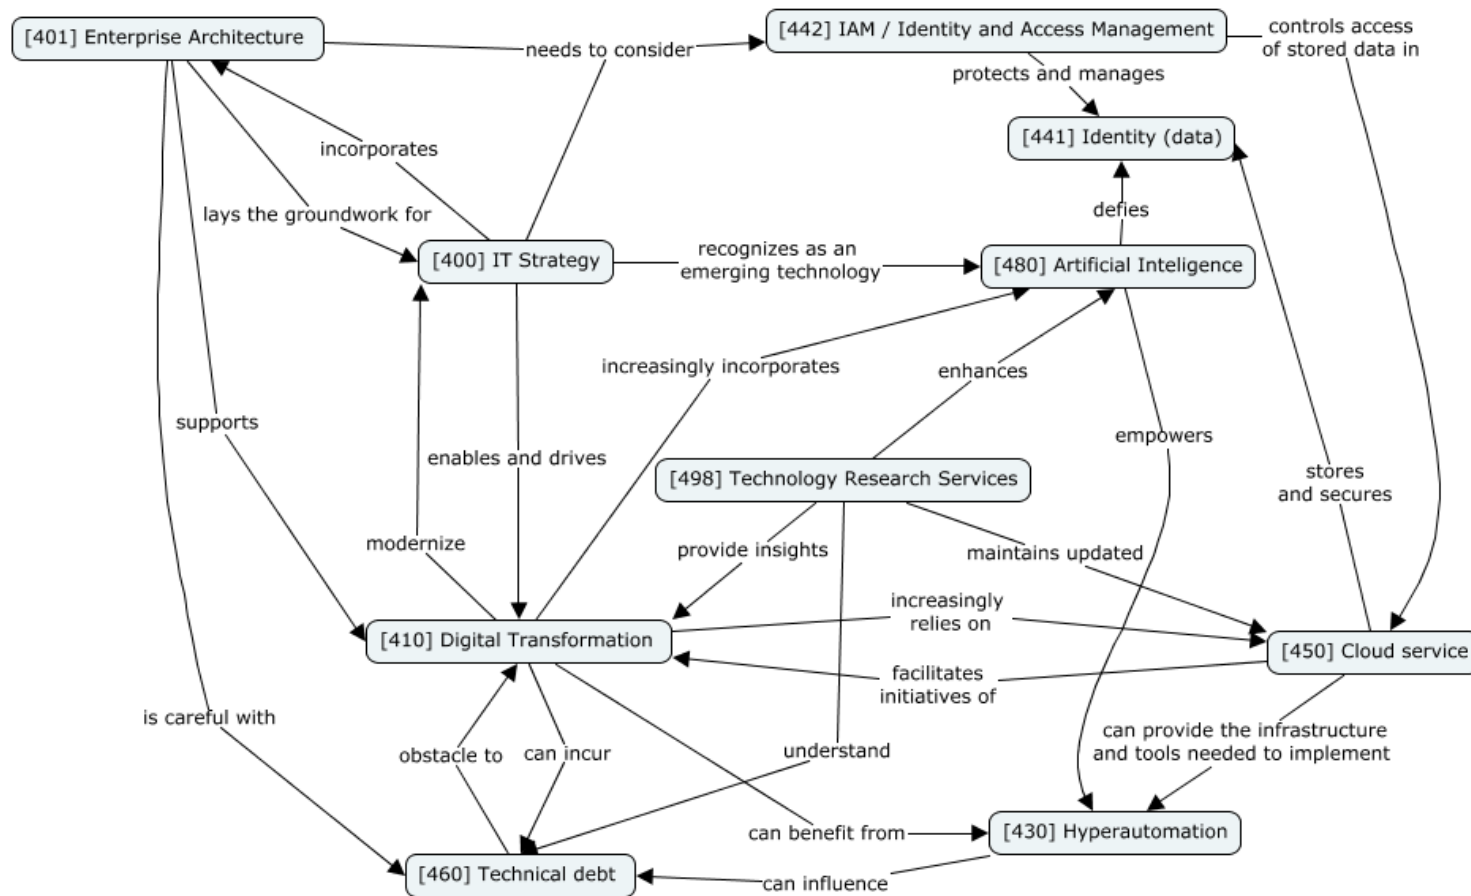 [401] Enterprise Architecture
needs to consider
[442] IAM / Identity and Access Management
controls access
of stored data in
protects and manages
[441] Identity (data)
incorporates
lays the groundwork for
defies
[400] IT Strategy
recognizes as an
emerging technology
[480] Artificial Inteligence
increasingly incorporates
enhances
supports
empowers
enables and drives
[498] Technology Research Services
stores
and secures
modernize
provide insights
maintains updated
increasingly
relies on
[410] Digital Transformation
[450] Cloud service
facilitates
initiatives of
is careful with
obstacle to
can incur
understand
can provide the infrastructure
and tools needed to implement
can benefit from
[430] Hyperautomation
[460] Technical debt
can influence